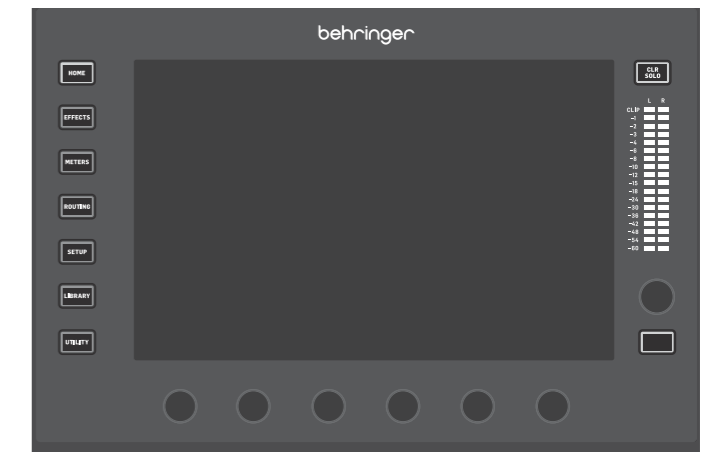 behringer
HOME
EFFECTS
METERS
ROUTING
SETUP
LIBRARY
UTILITY
CLR
SOLO
L R
CLIP
-1
-2
-3
-4
-6
-8
-10
-12
-15
-18
-24
-30
-36
-42
-48
-54
-60